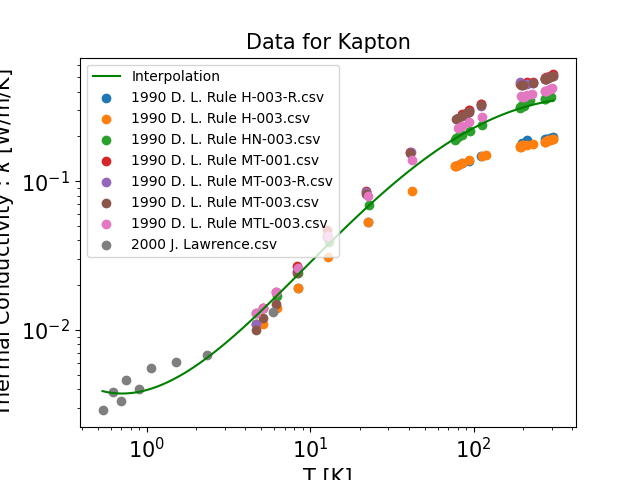 Data for Kapton
Thermal Conductivity : k [W/m/K]
Interpolation
1990 D. L. Rule H-003-R.csv
1990 D. L. Rule H-003.csv
1990 D. L. Rule HN-003.csv
1990 D. L. Rule MT-001.csv
1990 D. L. Rule MT-003-R.csv
1990 D. L. Rule MT-003.csv
1990 D. L. Rule MTL-003.csv
2000 J. Lawrence.csv
10⁻¹
10⁻²
10⁰ 10¹ 10²
T [K]